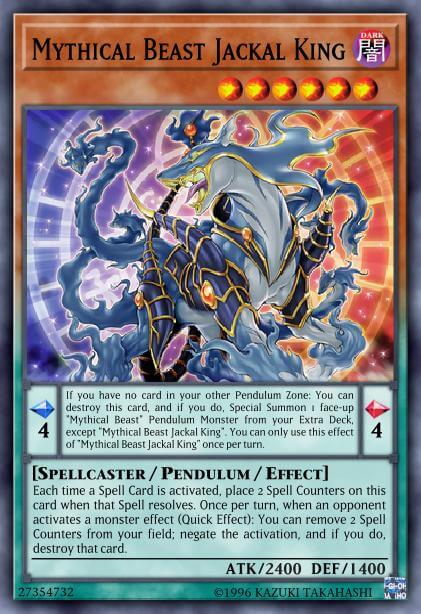 MYTHICAL BEAST JACKAL KING
DARK
闇
If you have no card in your other Pendulum Zone: You can
destroy this card, and if you do, Special Summon 1 face-up
"Mythical Beast" Pendulum Monster from your Extra Deck,
except "Mythical Beast Jackal King". You can only use this effect
of "Mythical Beast Jackal King" once per turn.
4
4
[SPELLCASTER / PENDULUM / EFFECT]
Each time a Spell Card is activated, place 2 Spell Counters on this
card when that Spell resolves. Once per turn, when an opponent
activates a monster effect (Quick Effect): You can remove 2 Spell
Counters from your field; negate the activation, and if you do,
destroy that card.
ATK/2400 DEF/1400
27354732
©1996 KAZUKI TAKAHASHI